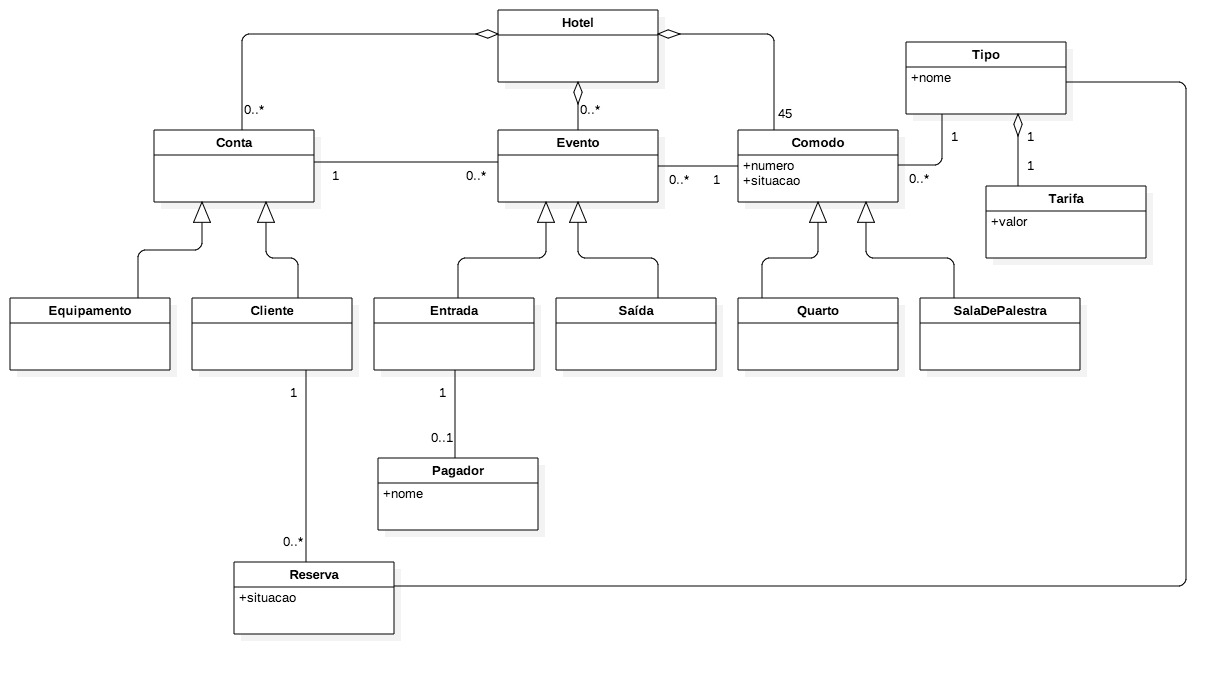 Hotel
Tipo
+nome
0..*
0..*
45
Conta
Evento
Comodo
+numero
+situacao
1
1
1
0..*
0..*
1
0..*
1
Tarifa
+valor
Equipamento
Cliente
Entrada
Saída
Quarto
SalaDePalestra
1
1
0..1
Pagador
+nome
0..*
Reserva
+situacao